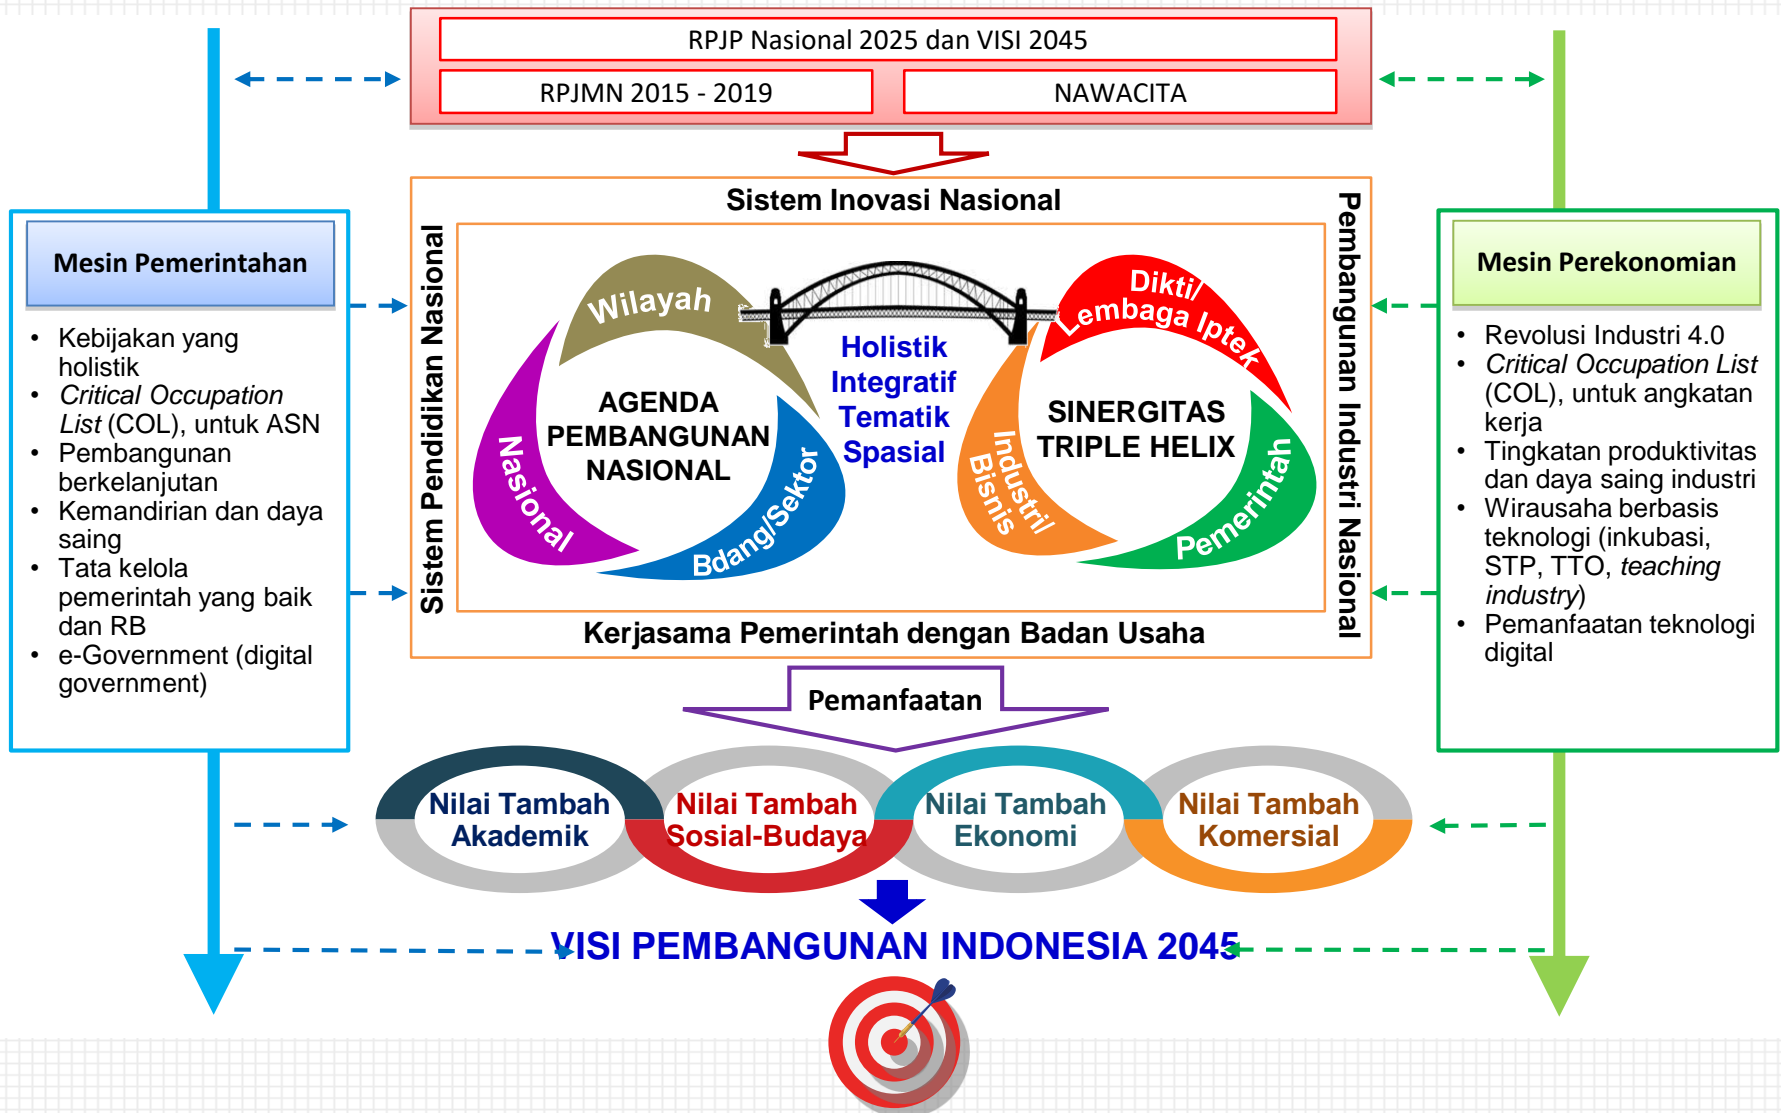 RPJP Nasional 2025 dan VISI 2045
RPJMN 2015 - 2019
NAWACITA
Mesin Pemerintahan
• Kebijakan yang
holistik
• Critical Occupation
List (COL), untuk ASN
• Pembangunan
berkelanjutan
• Kemandirian dan daya
saing
• Tata kelola
pemerintah yang baik
dan RB
• e-Government (digital
government)
Sistem Inovasi Nasional
Sistem Pendidikan Nasional
Wilayah
Nasional
Bdang/Sektor
AGENDA
PEMBANGUNAN
NASIONAL
Holistik
Integratif
Tematik
Spasial
Dikti/
Lembaga Iptek
Industri/
Bisnis
Pemerintah
SINERGITAS
TRIPLE HELIX
Pembangunan Industri Nasional
Kerjasama Pemerintah dengan Badan Usaha
Mesin Perekonomian
• Revolusi Industri 4.0
• Critical Occupation List
(COL), untuk angkatan
kerja
• Tingkatan produktivitas
dan daya saing industri
• Wirausaha berbasis
teknologi (inkubasi,
STP, TTO, teaching
industry)
• Pemanfaatan teknologi
digital
Pemanfaatan
Nilai Tambah
Akademik
Nilai Tambah
Sosial-Budaya
Nilai Tambah
Ekonomi
Nilai Tambah
Komersial
VISI PEMBANGUNAN INDONESIA 2045